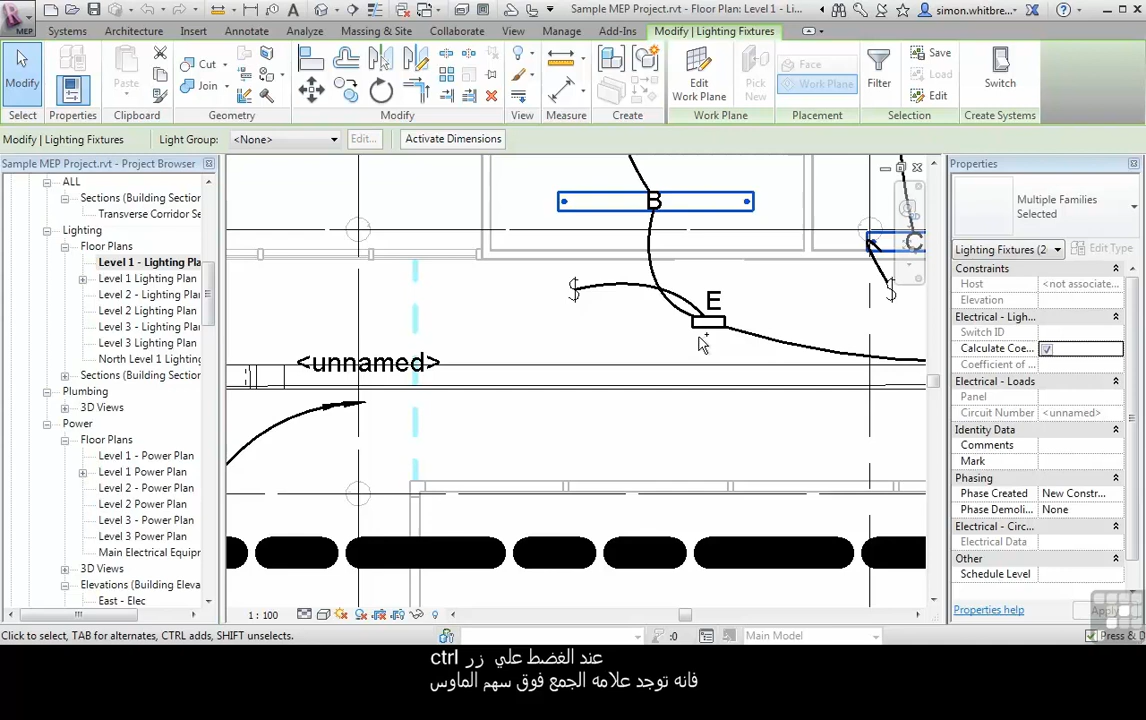 Sample MEP Project.rvt - Floor Plan: Level 1 - Li...
simon.whitbre...
Systems Architecture Insert Annotate Analyze Massing & Site Collaborate View Manage Add-Ins Modify | Lighting Fixtures
Modify
Properties
Paste
Cut
Join
Edit
Work Plane
Pick
New
Face
Work Plane
Filter
Save
Load
Edit
Switch
Select Properties Clipboard Geometry Modify View Measure Create Work Plane Placement Selection Create Systems
MEP
Modify | Lighting Fixtures Light Group: <None> Edit... Activate Dimensions
Sample MEP Project.rvt - Project Browser
ALL
Sections (Building Section
Transverse Corridor Se
Lighting
Floor Plans
Level 1 - Lighting Pla
Level 1 Lighting Plan
Level 2 - Lighting Plan
Level 2 Lighting Plan
Level 3 - Lighting Plan
Level 3 Lighting Plan
North Level 1 Lighting
Sections (Building Section
Plumbing
3D Views
Power
Floor Plans
Level 1 - Power Plan
Level 1 Power Plan
Level 2 - Power Plan
Level 2 Power Plan
Level 3 - Power Plan
Level 3 Power Plan
Main Electrical Equipm
3D Views
Elevations (Building Eleva
East - Elec
B
C
$
$
E
<unnamed>
Properties
Multiple Families
Selected
Lighting Fixtures (2
Edit Type
Constraints
Host <not associate...
Elevation
Electrical - Ligh...
Switch ID
Calculate Coe...
Coefficient of ...
Electrical - Loads
Panel
Circuit Number <unnamed>
Identity Data
Comments
Mark
Phasing
Phase Created New Constr...
Phase Demoli... None
Electrical - Circ...
Electrical Data
Other
Schedule Level
Properties help
Apply
1 : 100
Click to select, TAB for alternates, CTRL adds, SHIFT unselects.
:0
Main Model
Press & D
عند الغضط علي زر ctrl
فانه توجد علامه الجمع فوق سهم الماوس